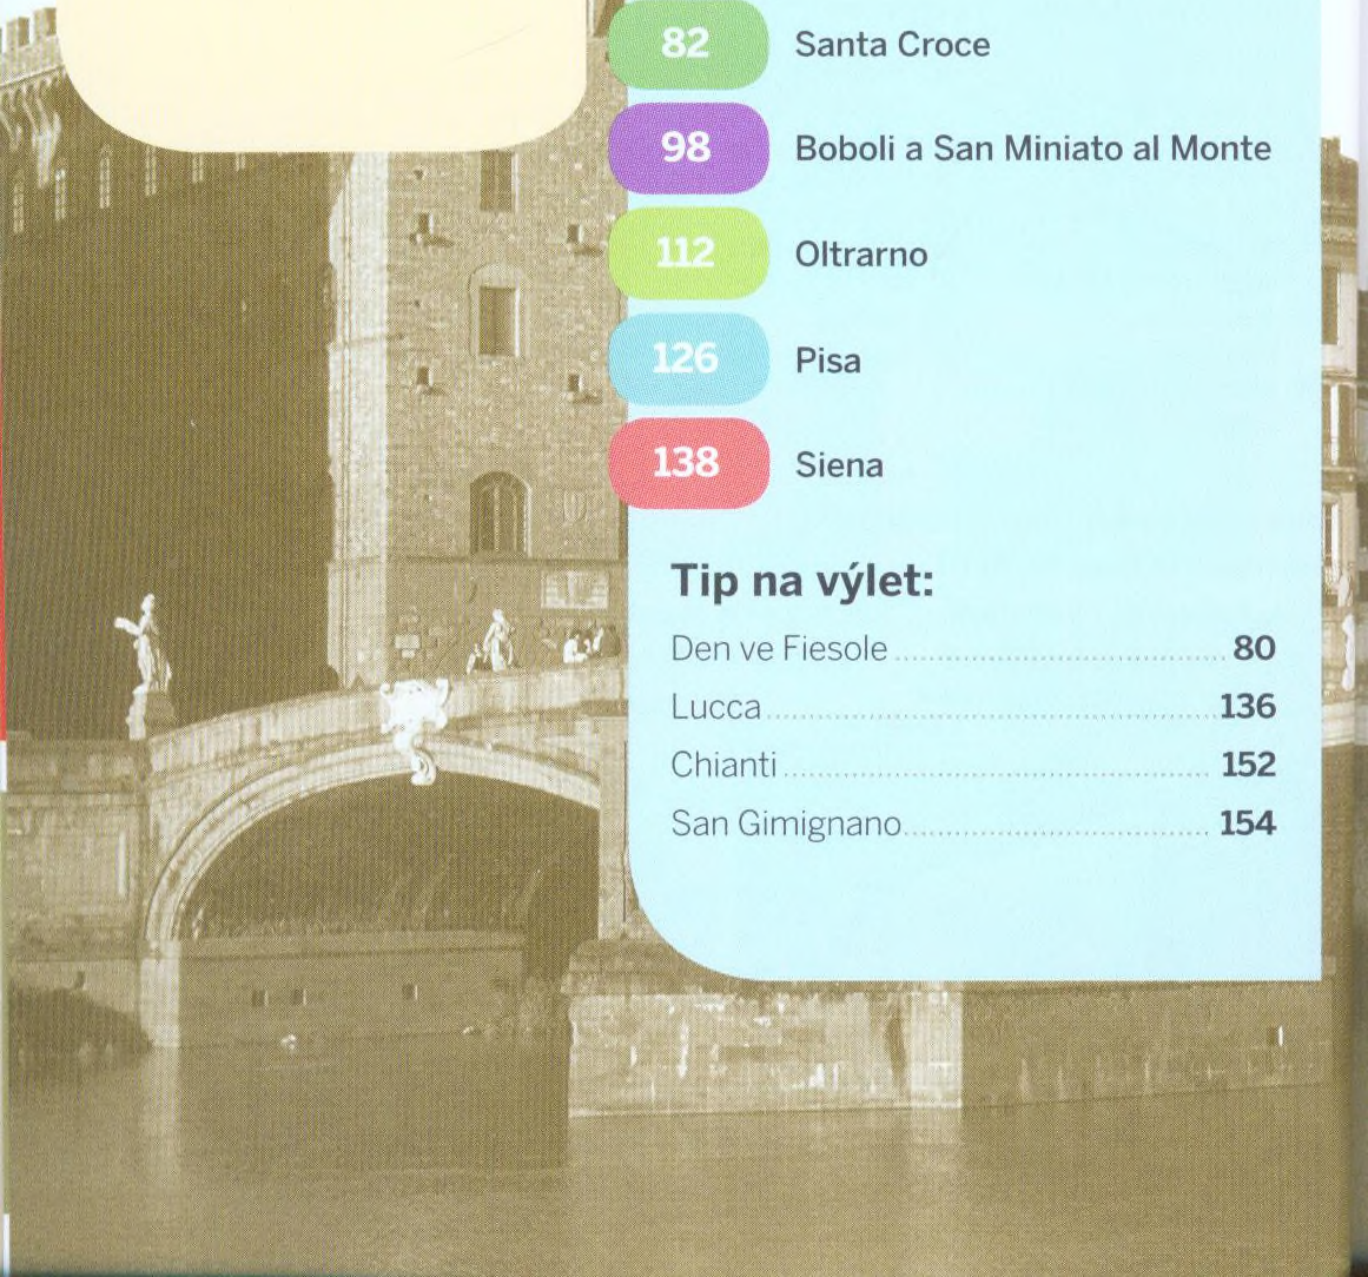 82 Santa Croce
98 Boboli a San Miniato al Monte
112 Oltrarno
126 Pisa
138 Siena
Tip na výlet:
Den ve Fiesole 80
Lucca 136
Chianti 152
San Gimignano 154